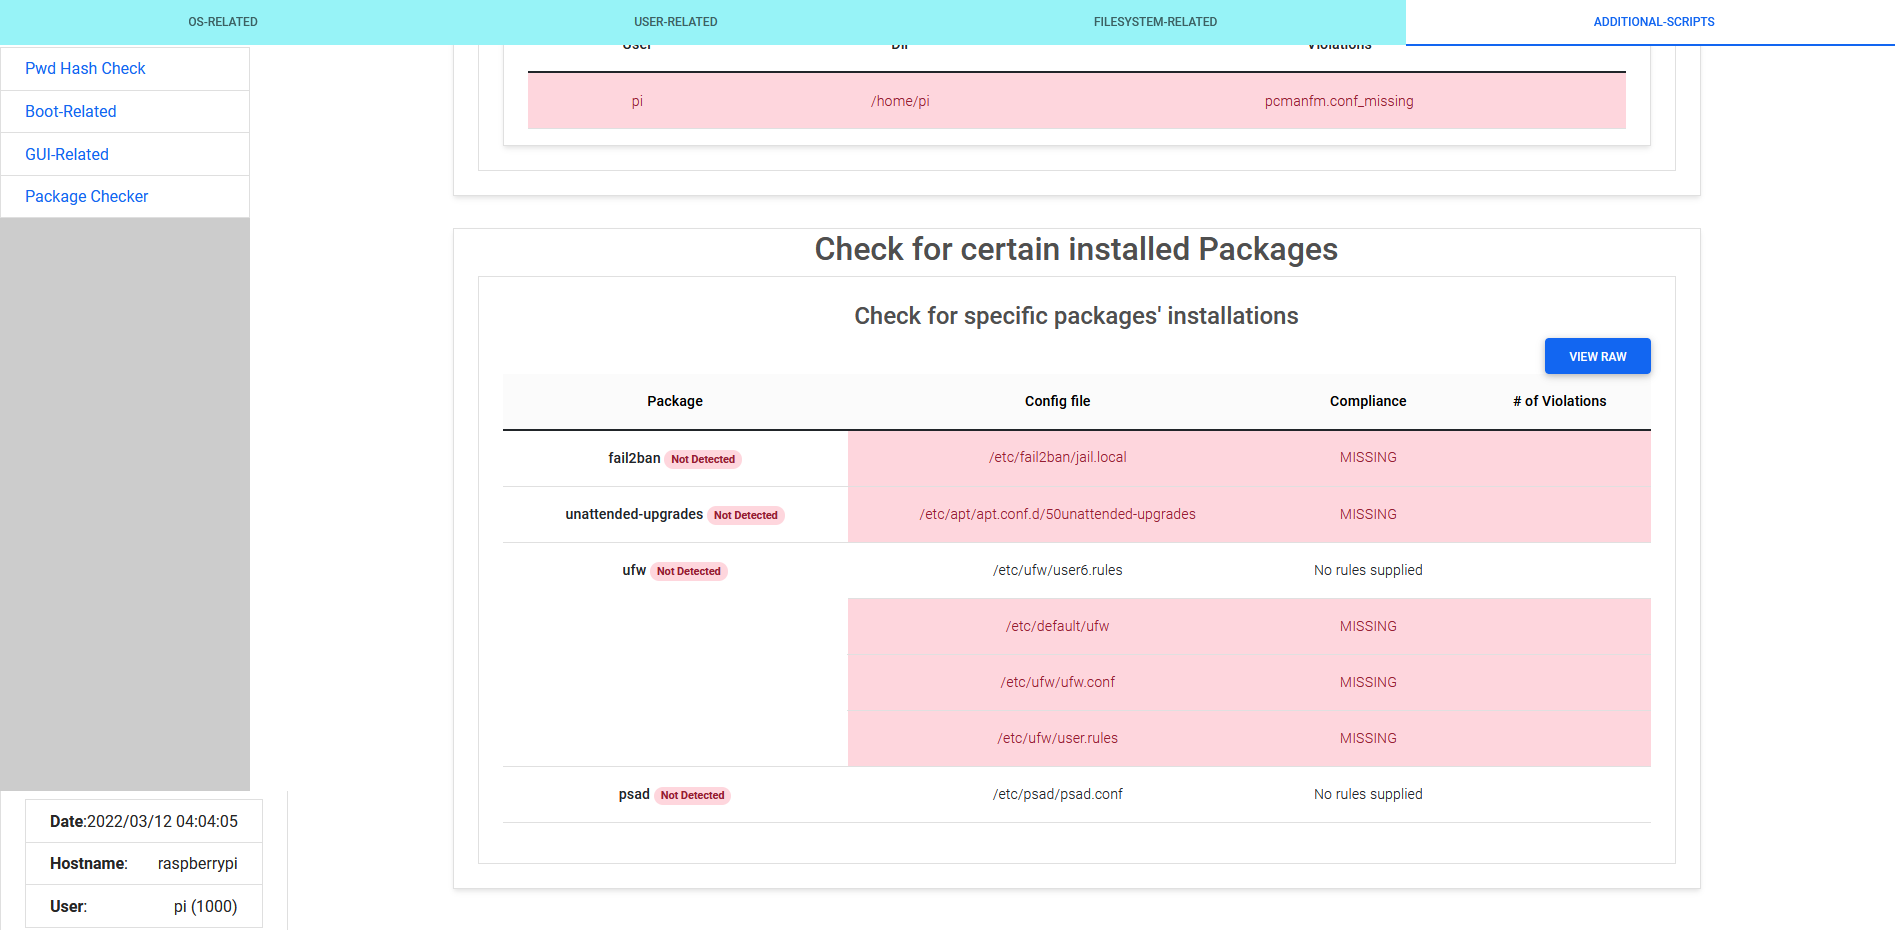 OS-RELATED USER-RELATED FILESYSTEM-RELATED ADDITIONAL-SCRIPTS
Pwd Hash Check
Boot-Related
GUI-Related
Package Checker
User Dir Violations
pi /home/pi pcmanfm.conf_missing
Check for certain installed Packages
Check for specific packages' installations
VIEW RAW
Package Config file Compliance # of Violations
fail2ban Not Detected /etc/fail2ban/jail.local MISSING
unattended-upgrades Not Detected /etc/apt/apt.conf.d/50unattended-upgrades MISSING
ufw Not Detected /etc/ufw/user6.rules No rules supplied
/etc/default/ufw MISSING
/etc/ufw/ufw.conf MISSING
/etc/ufw/user.rules MISSING
psad Not Detected /etc/psad/psad.conf No rules supplied
Date:2022/03/12 04:04:05
Hostname: raspberrypi
User: pi (1000)